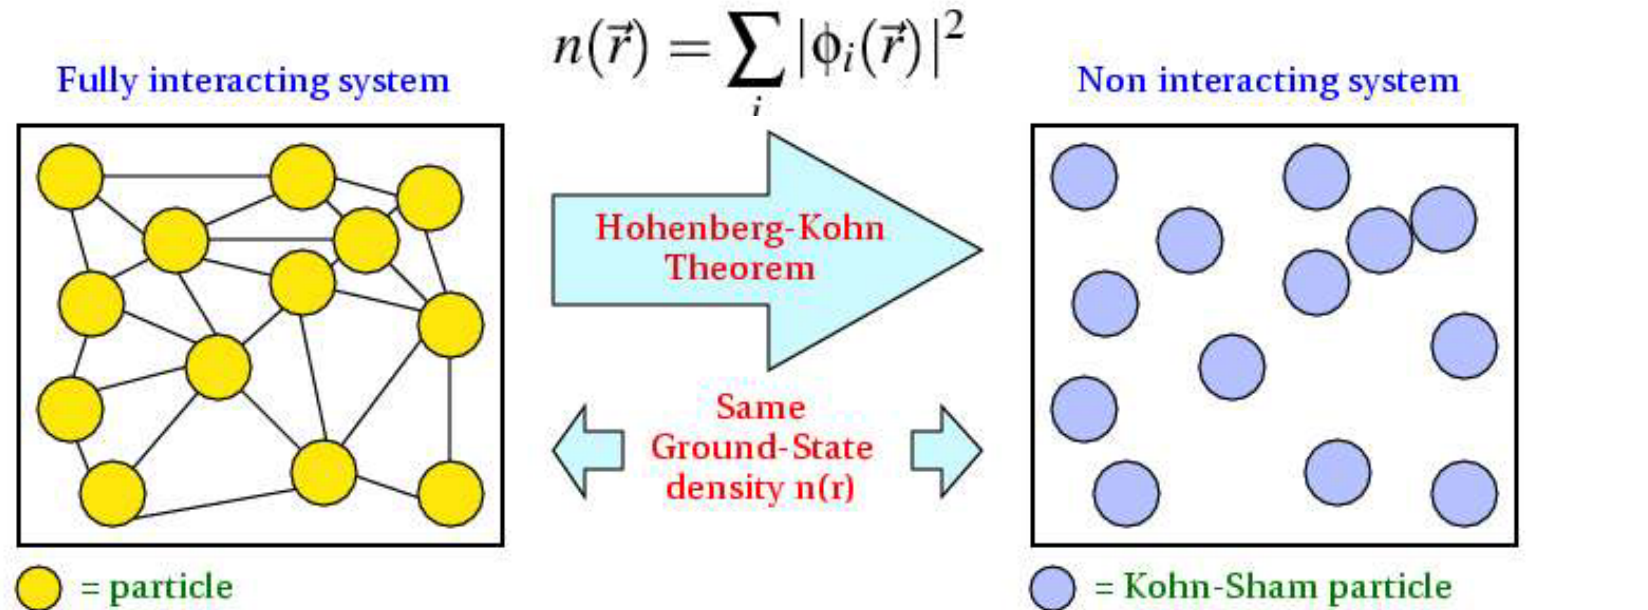 n(r⃗) = ∑ᵢ |ϕᵢ(r⃗)|²
Fully interacting system
Non interacting system
Hohenberg-Kohn
Theorem
Same
Ground-State
density n(r)
= particle
= Kohn-Sham particle